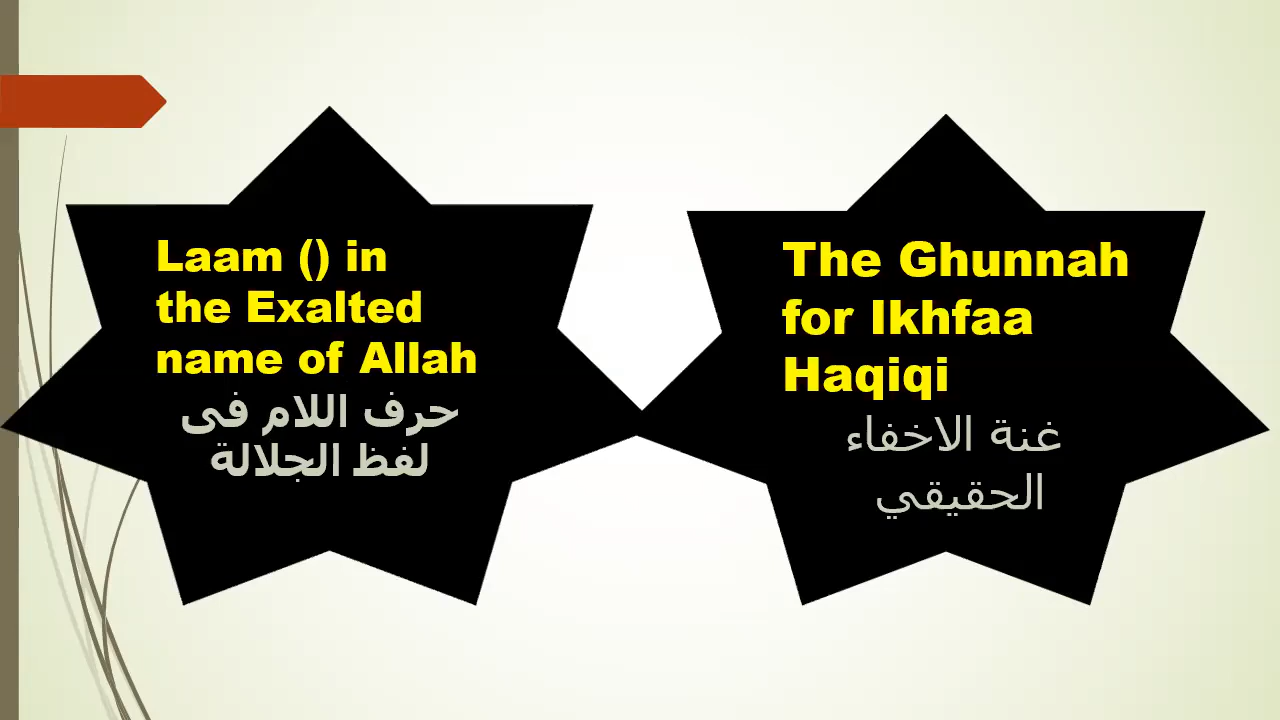 Laam () in
the Exalted
name of Allah
حرف اللام فى
لفظ الجلالة
The Ghunnah
for Ikhfaa
Haqiqi
غنة الاخفاء
الحقيقي